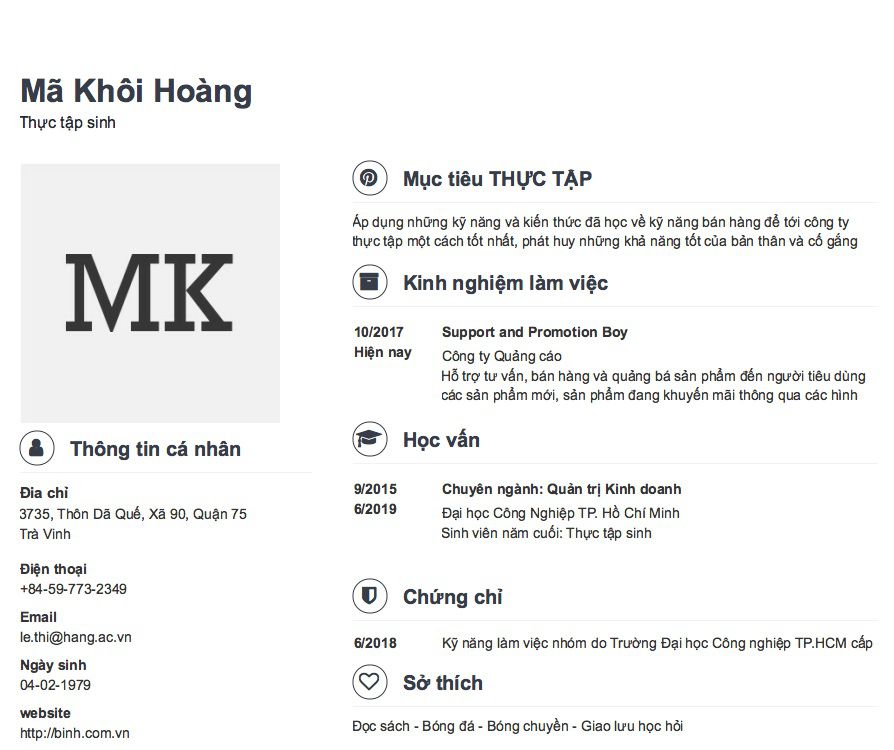 Mã Khôi Hoàng
Thực tập sinh
MK
Thông tin cá nhân
Đia chỉ
3735, Thôn Dã Quế, Xã 90, Quận 75
Trà Vinh
Điện thoại
+84-59-773-2349
Email
le.thi@hang.ac.vn
Ngày sinh
04-02-1979
website
http://binh.com.vn
Mục tiêu THỰC TẬP
Áp dụng những kỹ năng và kiến thức đã học về kỹ năng bán hàng để tới công ty
thực tập một cách tốt nhất, phát huy những khả năng tốt của bản thân và cố gắng
Kinh nghiệm làm việc
10/2017 Support and Promotion Boy
Hiện nay Công ty Quảng cáo
Hỗ trợ tư vấn, bán hàng và quảng bá sản phẩm đến người tiêu dùng
các sản phẩm mới, sản phẩm đang khuyến mãi thông qua các hình
Học vấn
9/2015 Chuyên ngành: Quản trị Kinh doanh
6/2019 Đại học Công Nghiệp TP. Hồ Chí Minh
Sinh viên năm cuối: Thực tập sinh
Chứng chỉ
6/2018 Kỹ năng làm việc nhóm do Trường Đại học Công nghiệp TP.HCM cấp
Sở thích
Đọc sách - Bóng đá - Bóng chuyền - Giao lưu học hỏi